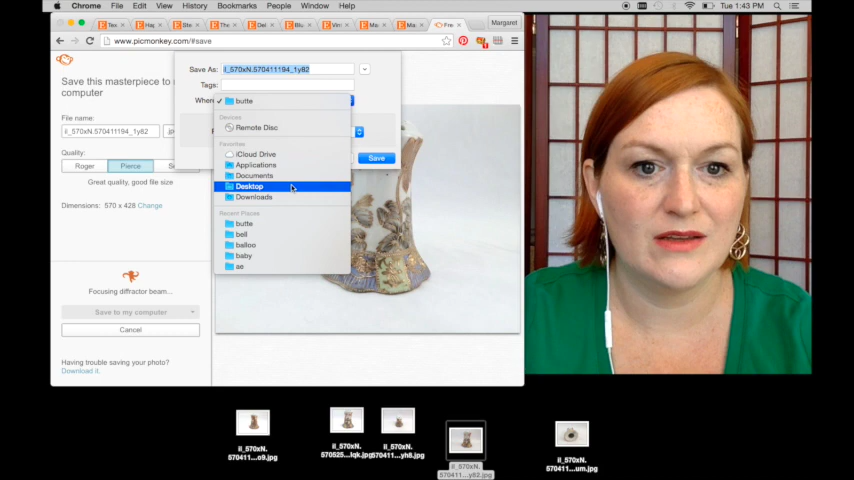 Chrome File Edit View History Bookmarks People Window Help
Tue 1:43 PM
Margaret
www.picmonkey.com/#save
Save this masterpiece to
computer
File name:
il_570xN.570411194_1y82
Quality:
Roger Pierce
Great quality, good file size
Dimensions: 570 x 428 Change
Focusing diffractor beam...
Save to my computer
Cancel
Having trouble saving your photo?
Download it.
Save As: il_570xN.570411194_1y82
Tags:
Where: butte
Devices
Remote Disc
Favorites
iCloud Drive
Applications
Documents
Desktop
Downloads
Recent Places
butte
bell
balloo
baby
ae
Save
il_570xN.
570411...o9.jpg
il_570xN.
570525...lqk.jpg
il_570xN.
570411...yh8.jpg
il_570xN.
570411...y82.jpg
il_570xN.
570411...um.jpg